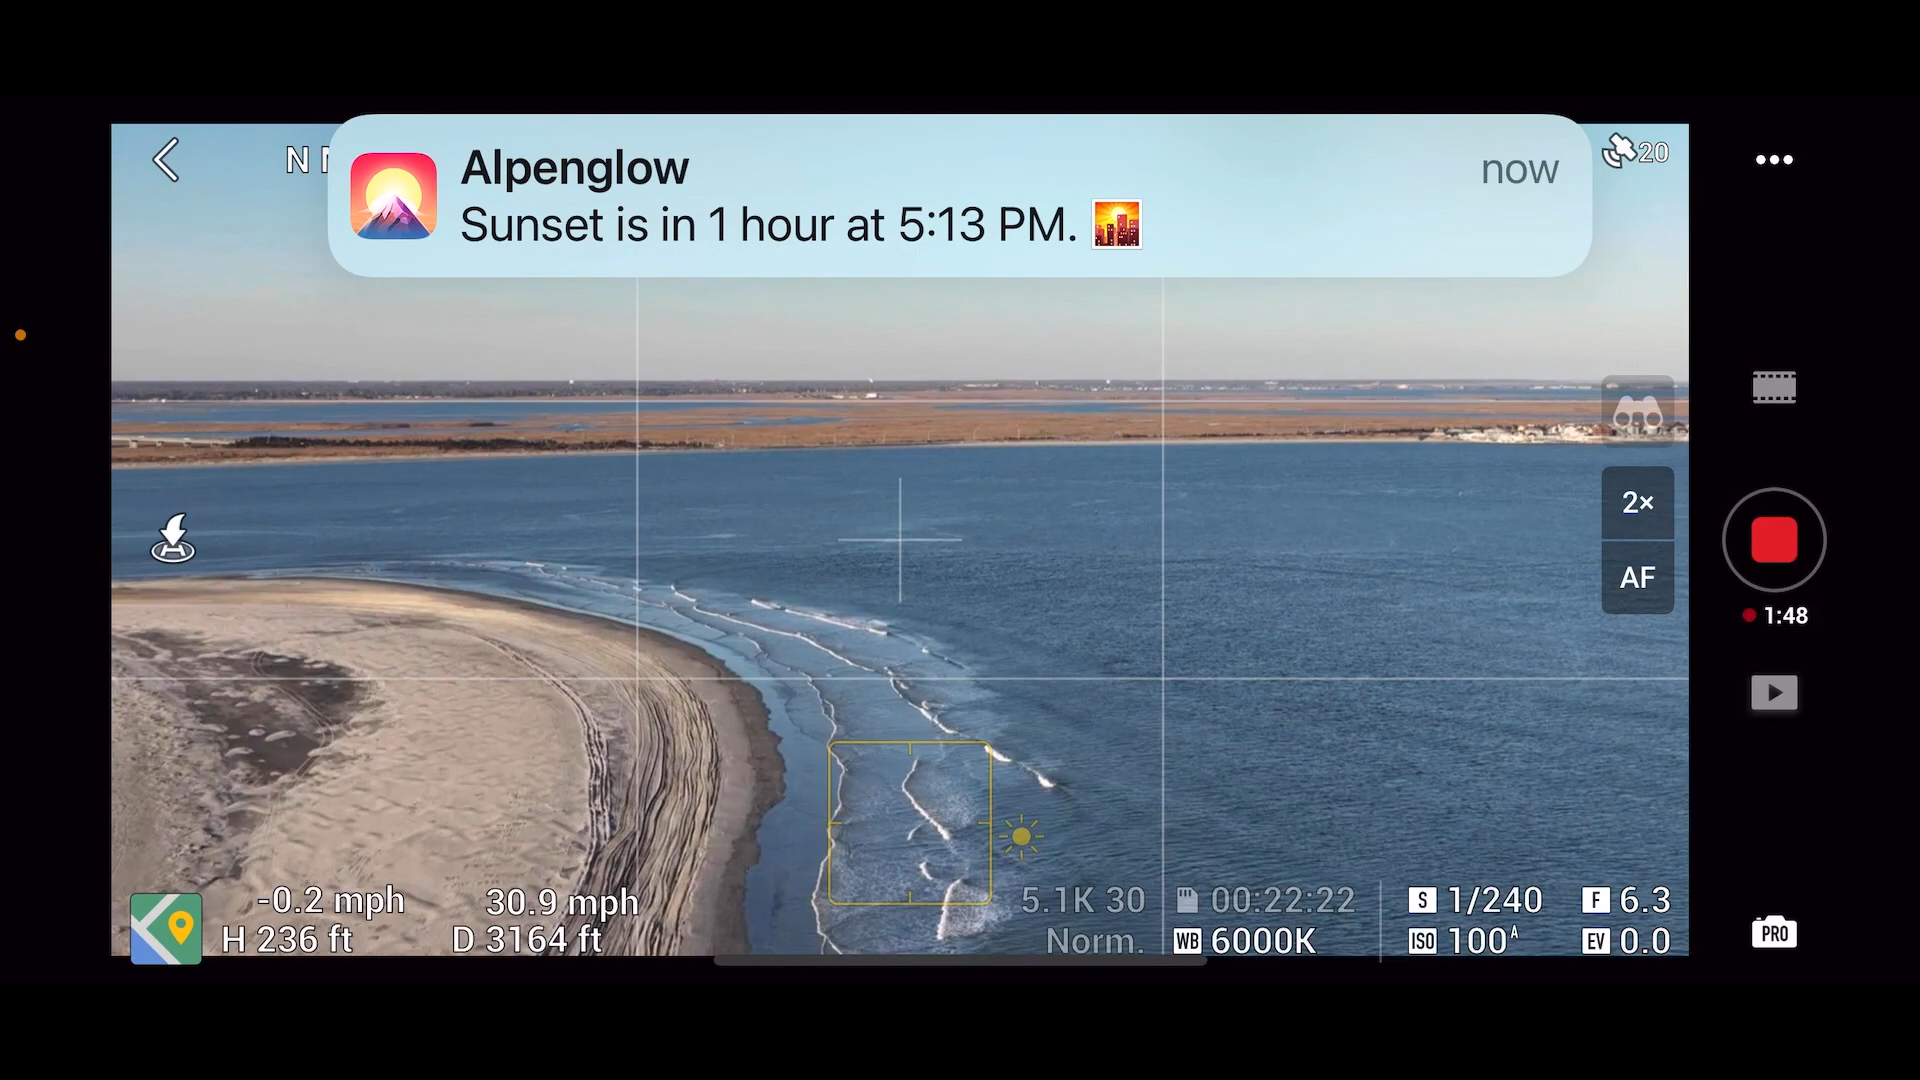 N N
Alpenglow
now
Sunset is in 1 hour at 5:13 PM.
20
2×
AF
1:48
-0.2 mph
30.9 mph
H 236 ft
D 3164 ft
5.1K 30
00:22:22
Norm.
WB 6000K
S 1/240
F 6.3
ISO 100 A
EV 0.0
PRO